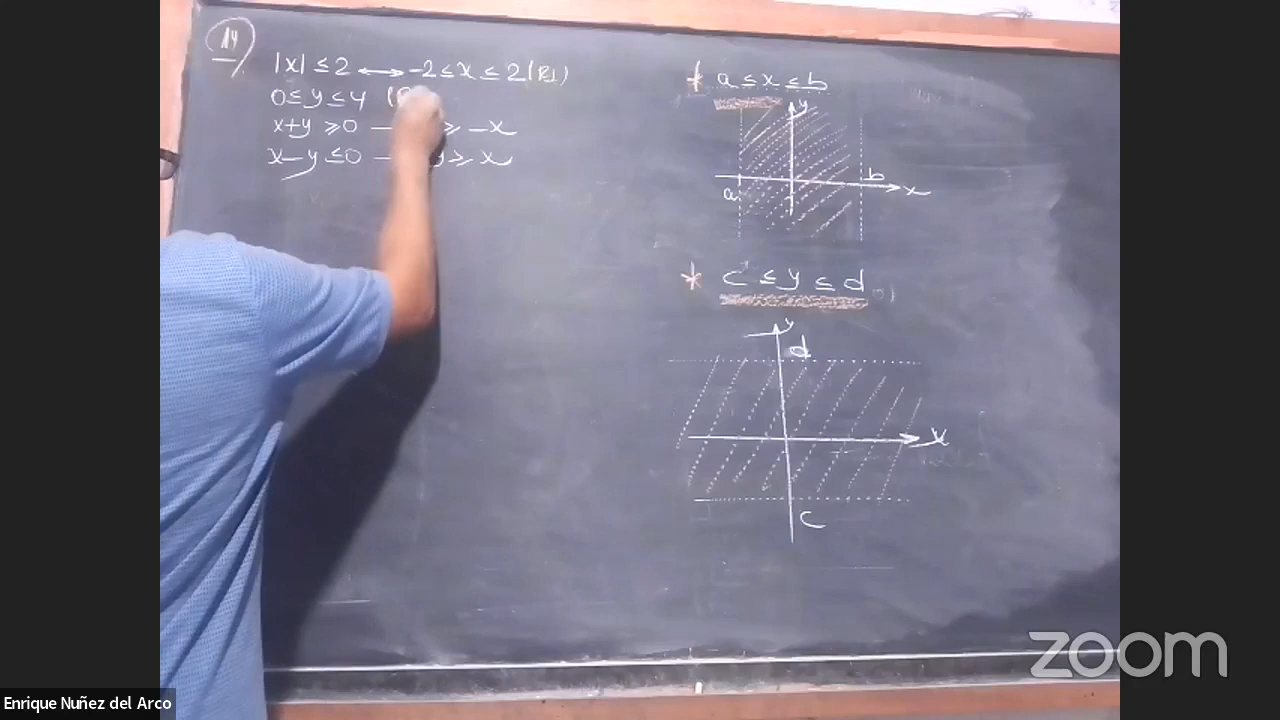 14
|x| ≤ 2 ⟷ -2 ≤ x ≤ 2 (R1)
0 ≤ y ≤ 4 (
x+y ≥ 0 — ≥ -x
x-y ≤ 0 — y ≥ x
* a ≤ x ≤ b
y
a
b
x
* c ≤ y ≤ d
y
d
x
c
zoom
Enrique Nuñez del Arco